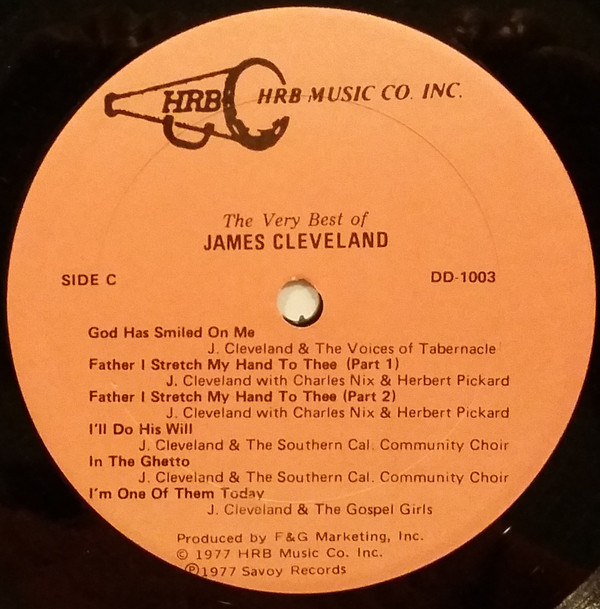 HRB HRB MUSIC CO. INC.
The Very Best of
JAMES CLEVELAND
SIDE C DD-1003
God Has Smiled On Me
J. Cleveland & The Voices of Tabernacle
Father I Stretch My Hand To Thee (Part 1)
J. Cleveland with Charles Nix & Herbert Pickard
Father I Stretch My Hand To Thee (Part 2)
J. Cleveland with Charles Nix & Herbert Pickard
I'll Do His Will
J. Cleveland & The Southern Cal. Community Choir
In The Ghetto
J. Cleveland & The Southern Cal. Community Choir
I'm One Of Them Today
J. Cleveland & The Gospel Girls
Produced by F&G Marketing, Inc.
© 1977 HRB Music Co. Inc.
℗1977 Savoy Records